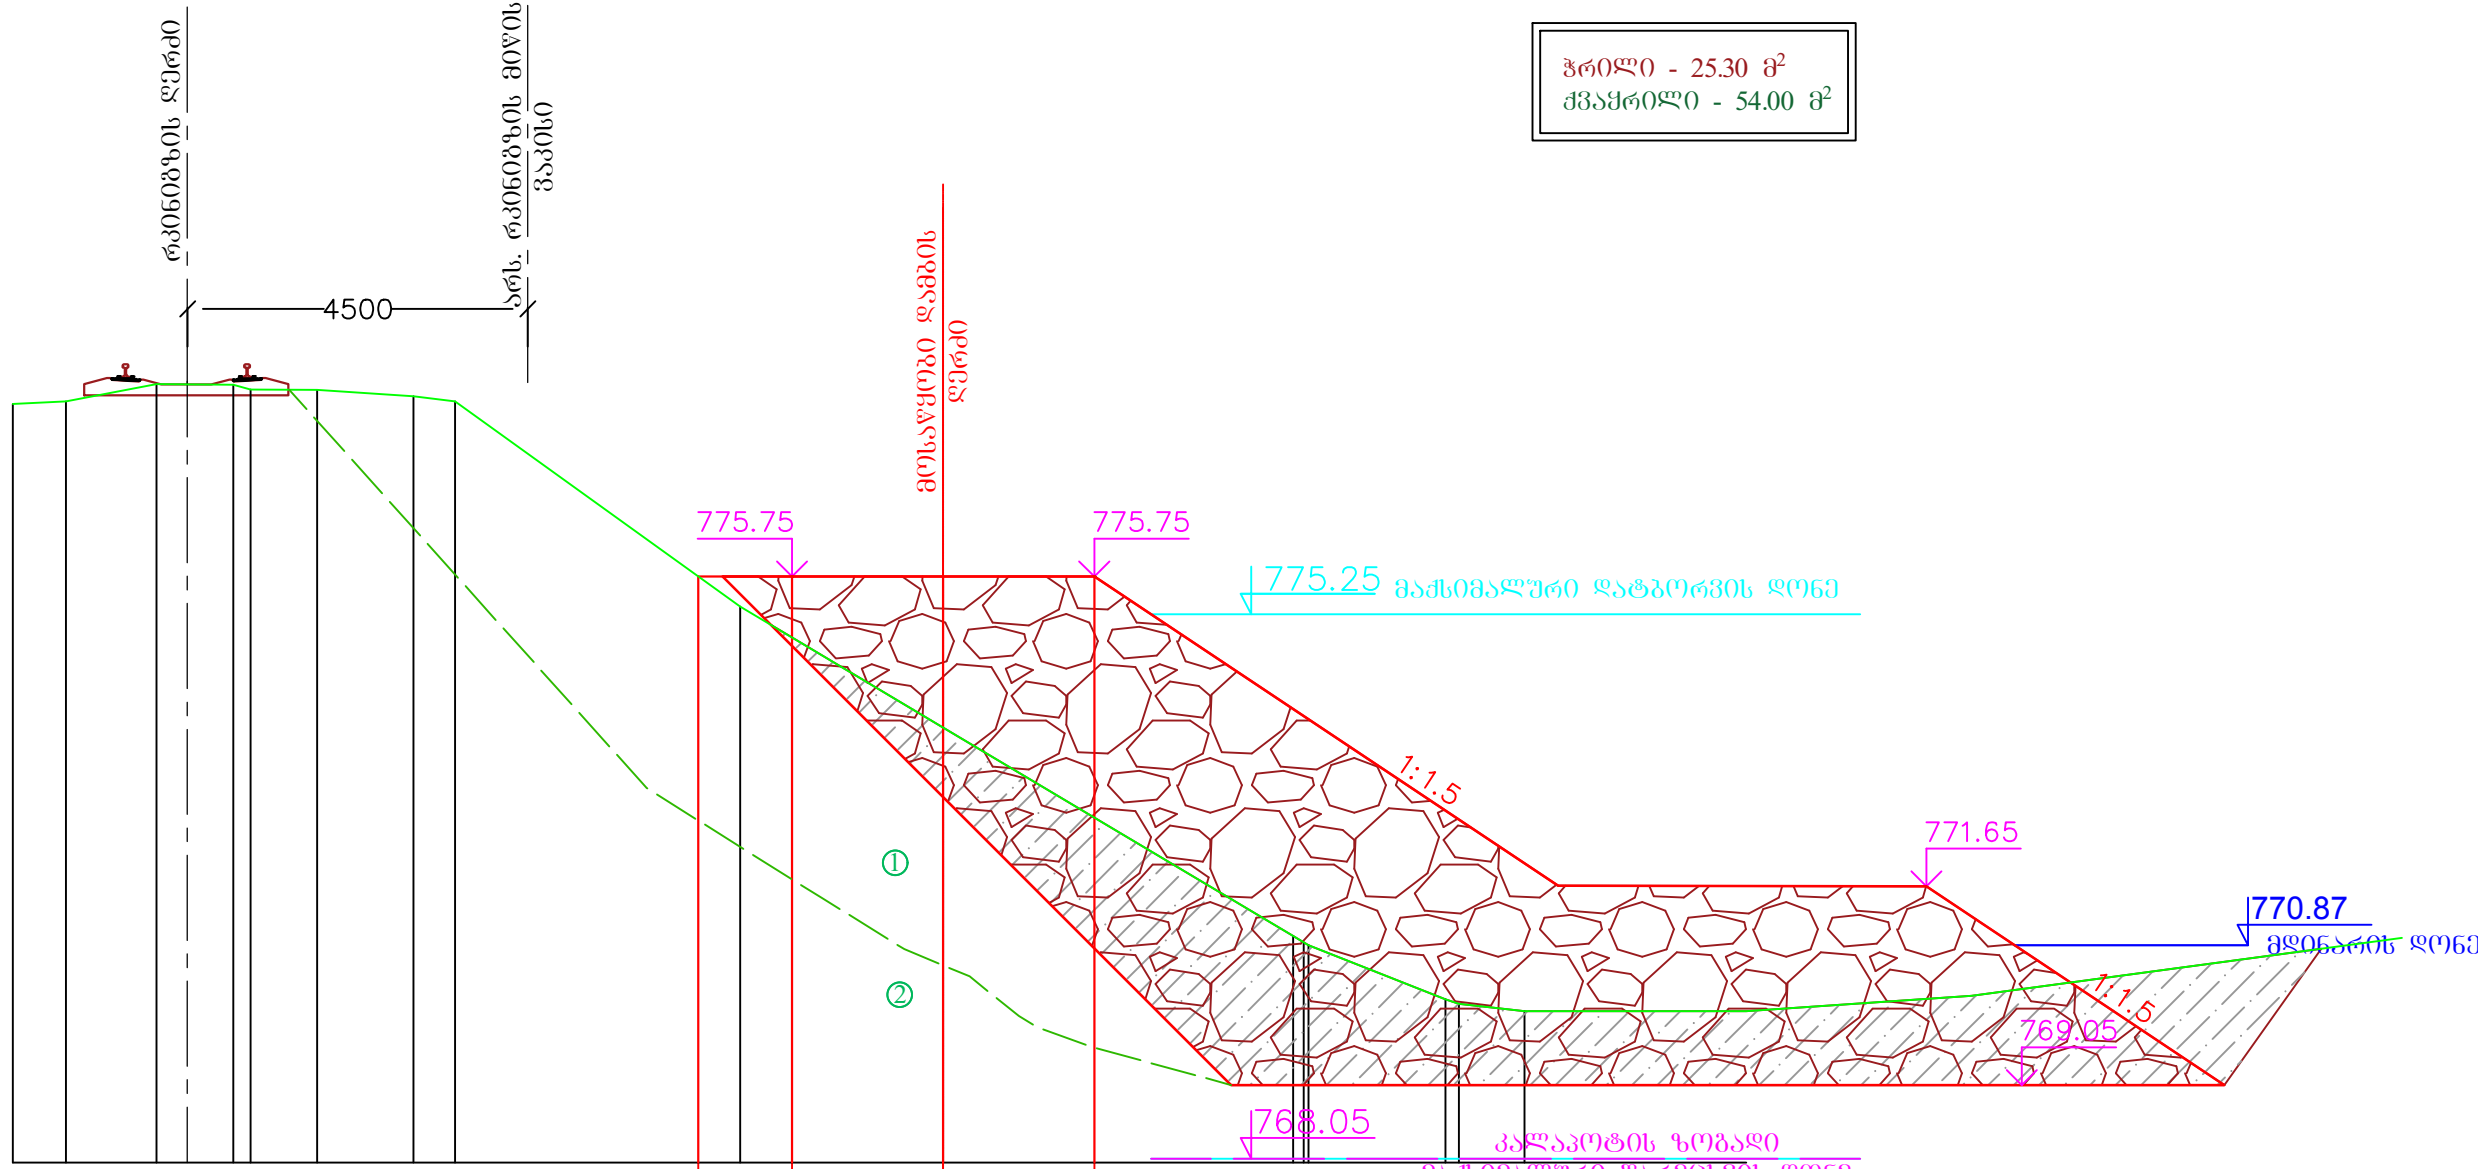 რკინიგზის ღერძი
არს. რკინიგზის მიწის
ვაკისი
ჭრილი - 25.30 მ²
ქვაყრილი - 54.00 მ²
4500
მოსაწყობი დამბის
ღერძი
775.75
775.75
775.25 მაქსიმალური დატბორვის დონე
1:1.5
771.65
770.87
მდინარის დონე
1:1.5
769.05
①
②
768.05
კალაპოტის ზოგადი